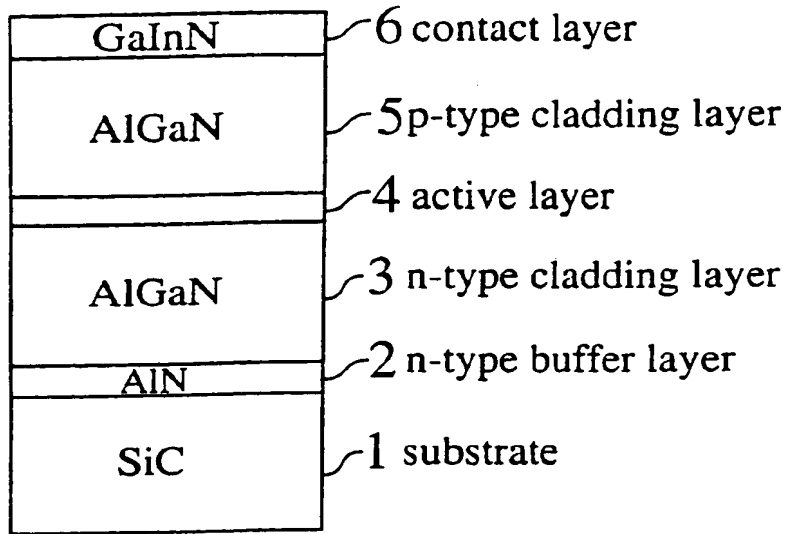 GaInN 6 contact layer
AlGaN 5 p-type cladding layer
4 active layer
AlGaN 3 n-type cladding layer
AlN 2 n-type buffer layer
SiC 1 substrate